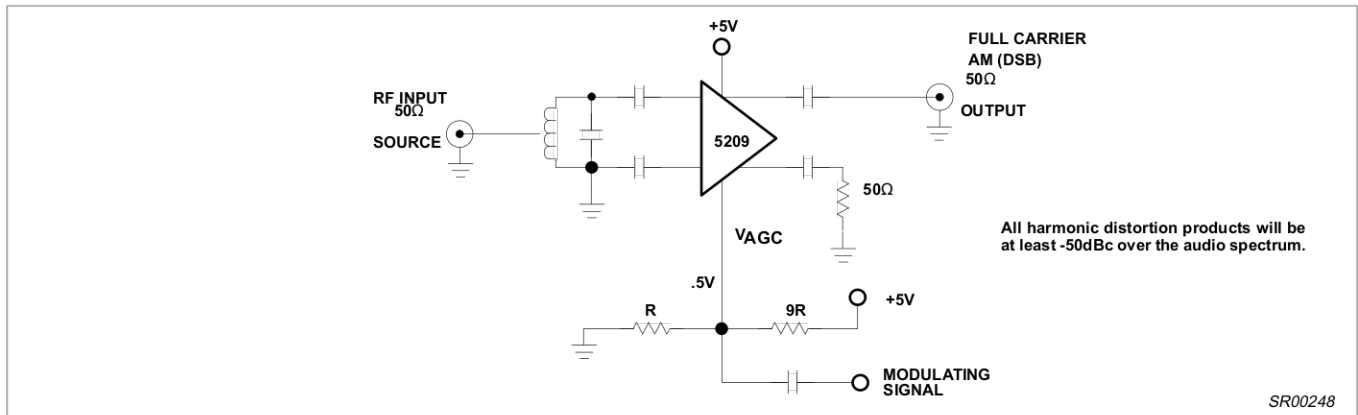 +5V
FULL CARRIER
AM (DSB)
50Ω
OUTPUT
RF INPUT
50Ω
SOURCE
5209
50Ω
VAGC
All harmonic distortion products will be
at least -50dBc over the audio spectrum.
.5V
+5V
R
9R
MODULATING
SIGNAL
SR00248